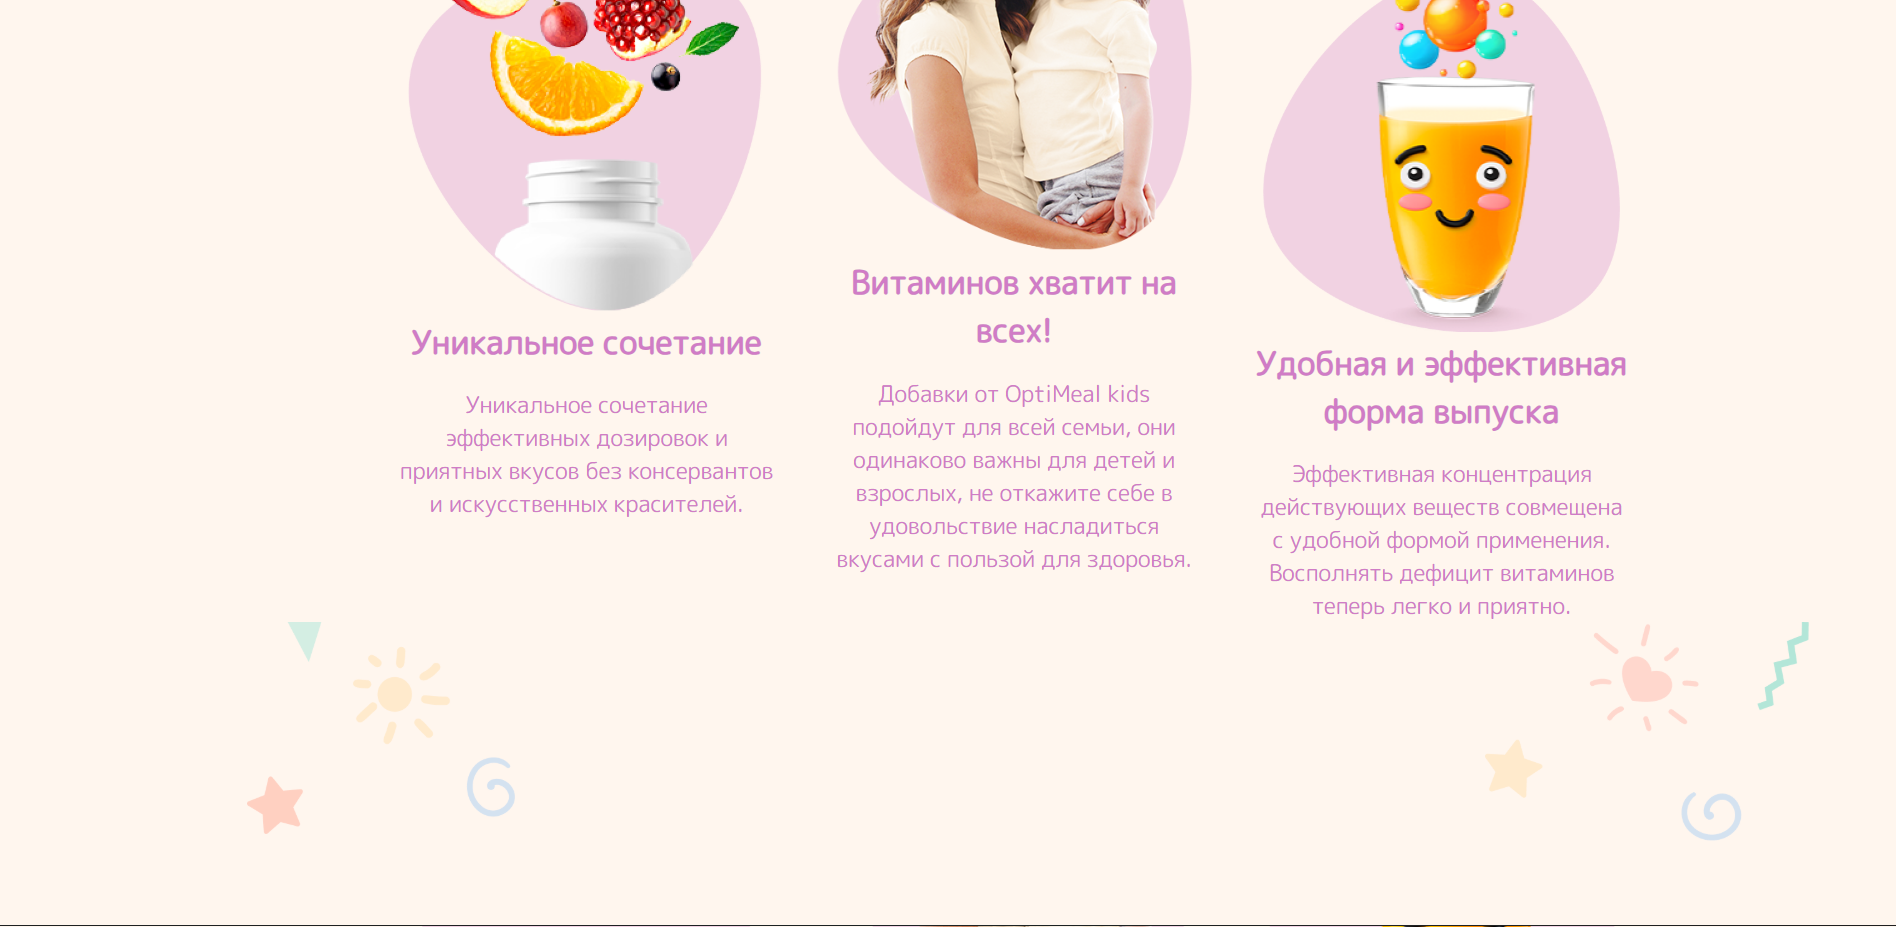 Уникальное сочетание
Уникальное сочетание
эффективных дозировок и
приятных вкусов без консервантов
и искусственных красителей.
Витаминов хватит на
всех!
Добавки от OptiMeal kids
подойдут для всей семьи, они
одинаково важны для детей и
взрослых, не откажите себе в
удовольствие насладиться
вкусами с пользой для здоровья.
Удобная и эффективная
форма выпуска
Эффективная концентрация
действующих веществ совмещена
с удобной формой применения.
Восполнять дефицит витаминов
теперь легко и приятно.